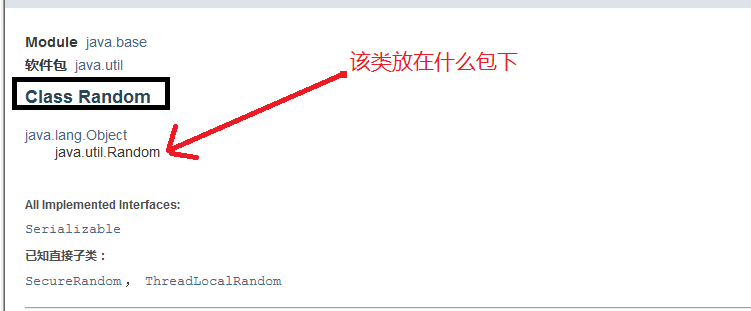 Module java.base
软件包 java.util
该类放在什么包下
Class Random
java.lang.Object
java.util.Random
All Implemented Interfaces:
Serializable
已知直接子类：
SecureRandom， ThreadLocalRandom